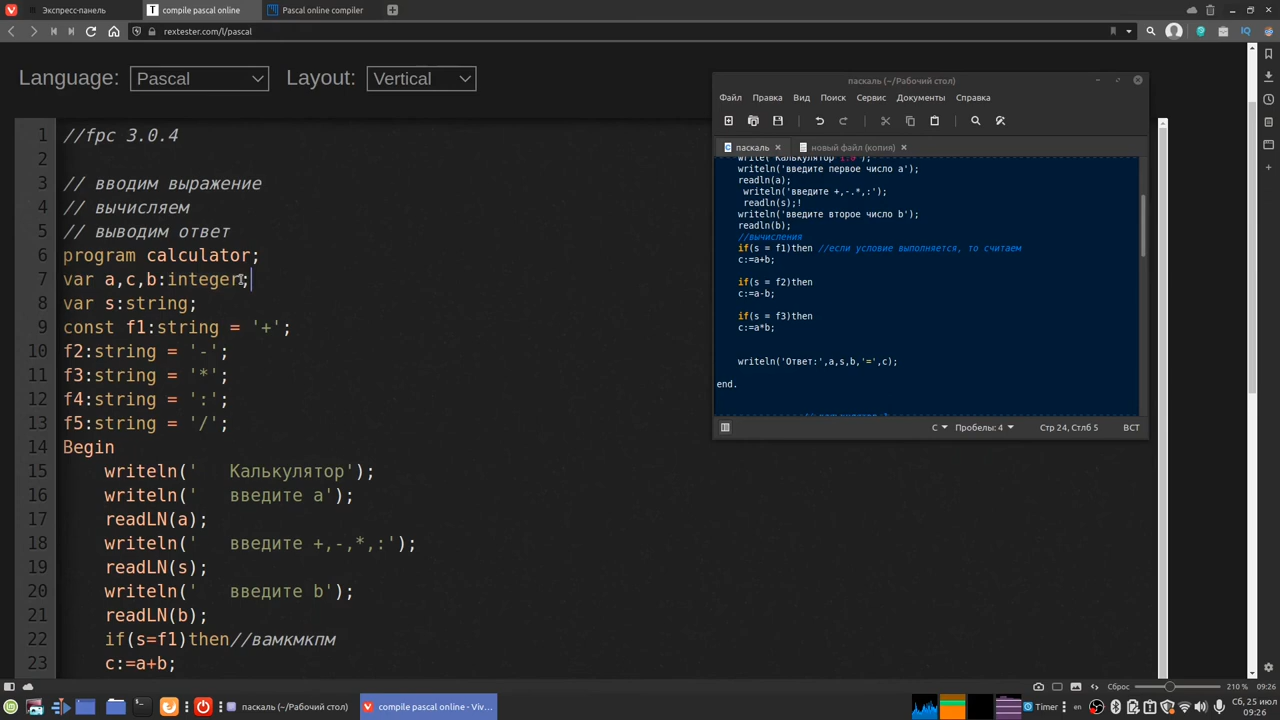 Экспресс-панель
compile pascal online
Pascal online compiler
rextester.com/l/pascal
Language: Pascal Layout: Vertical
1 //fpc 3.0.4
2
3 // вводим выражение
4 // вычисляем
5 // выводим ответ
6 program calculator;
7 var a,c,b:integer;
8 var s:string;
9 const f1:string = '+';
10 f2:string = '-';
11 f3:string = '*';
12 f4:string = ':';
13 f5:string = '/';
14 Begin
15 writeln('   Калькулятор');
16 writeln('   введите a');
17 readLN(a);
18 writeln('   введите +,-,*,:');
19 readLN(s);
20 writeln('   введите b');
21 readLN(b);
22 if(s=f1)then//вамкмкпм
23 c:=a+b;
паскаль (~/Рабочий стол)
Файл Правка Вид Поиск Сервис Документы Справка
паскаль
новый файл (копия)
write('Калькулятор 1.0');
writeln('введите первое число a');
readln(a);
writeln('введите +,-.*,:');
readln(s);!
writeln('введите второе число b');
readln(b);
//вычисления
if(s = f1)then //если условие выполняется, то считаем
c:=a+b;
if(s = f2)then
c:=a-b;
if(s = f3)then
c:=a*b;
writeln('Ответ:',a,s,b,'=',c);
end.
C Пробелы: 4 Стр 24, Стлб 5 ВСТ
Сброс 210 % 09:26
паскаль (~/Рабочий стол)
compile pascal online - Viv...
Timer
en
Сб, 25 июл
09:26